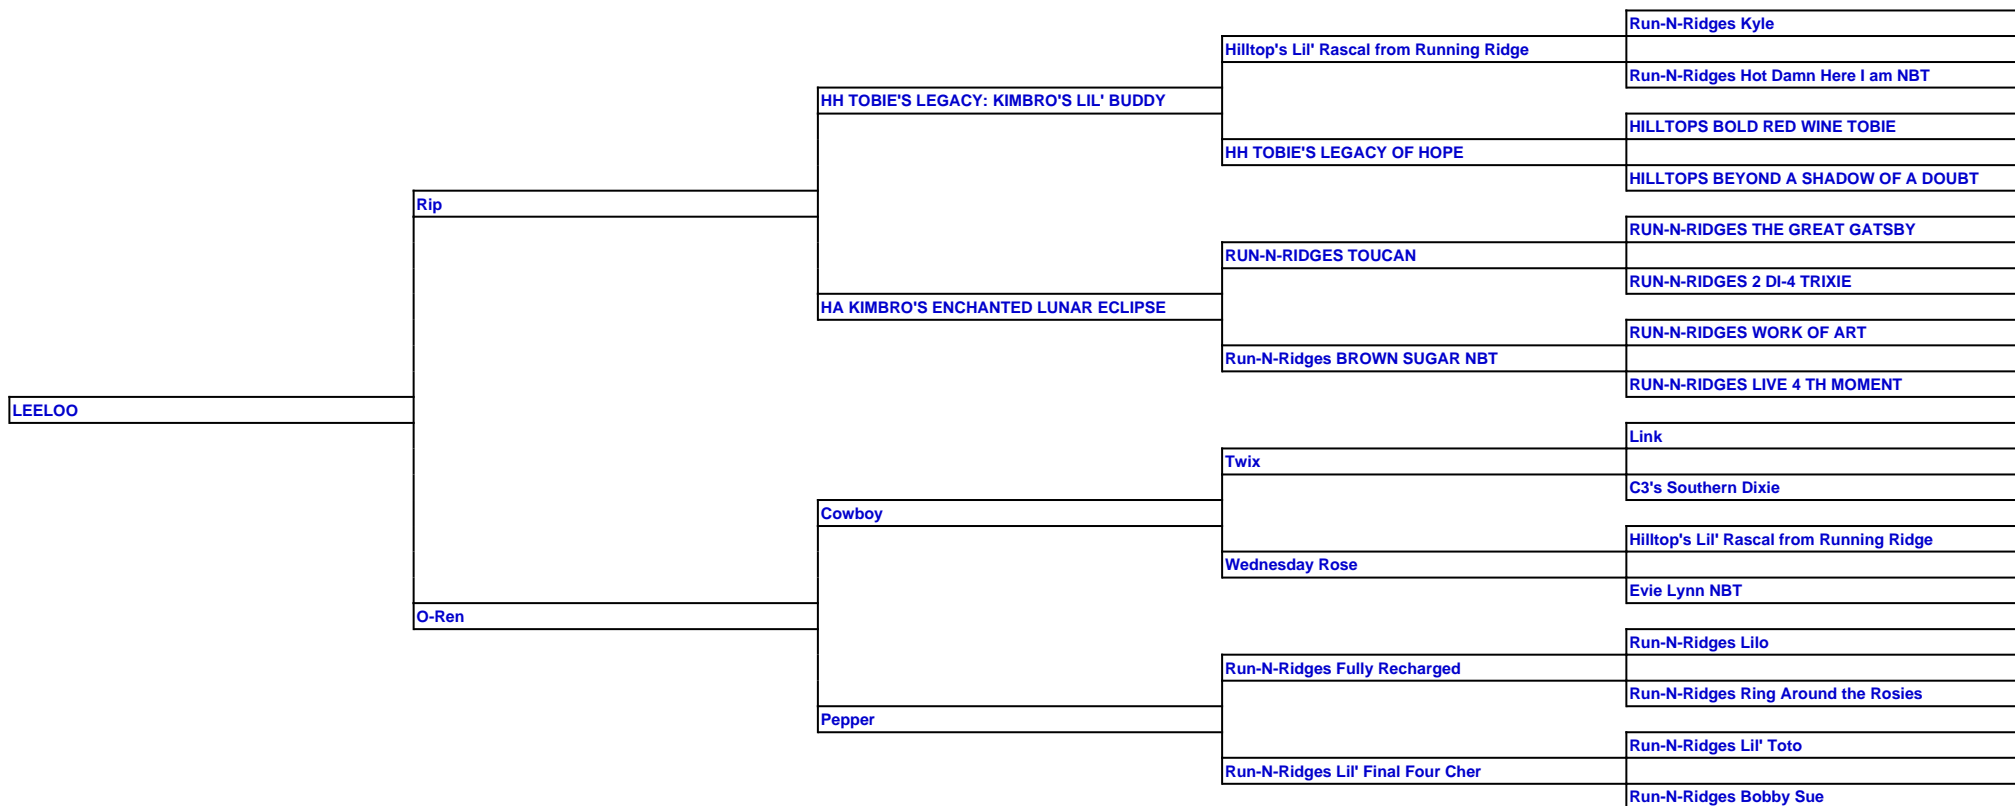 Run-N-Ridges Kyle
Hilltop's Lil' Rascal from Running Ridge
Run-N-Ridges Hot Damn Here I am NBT
HH TOBIE'S LEGACY: KIMBRO'S LIL' BUDDY
HILLTOPS BOLD RED WINE TOBIE
HH TOBIE'S LEGACY OF HOPE
HILLTOPS BEYOND A SHADOW OF A DOUBT
Rip
RUN-N-RIDGES THE GREAT GATSBY
RUN-N-RIDGES TOUCAN
RUN-N-RIDGES 2 DI-4 TRIXIE
HA KIMBRO'S ENCHANTED LUNAR ECLIPSE
RUN-N-RIDGES WORK OF ART
Run-N-Ridges BROWN SUGAR NBT
RUN-N-RIDGES LIVE 4 TH MOMENT
LEELOO
Link
Twix
C3's Southern Dixie
Cowboy
Hilltop's Lil' Rascal from Running Ridge
Wednesday Rose
Evie Lynn NBT
O-Ren
Run-N-Ridges Lilo
Run-N-Ridges Fully Recharged
Run-N-Ridges Ring Around the Rosies
Pepper
Run-N-Ridges Lil' Toto
Run-N-Ridges Lil' Final Four Cher
Run-N-Ridges Bobby Sue